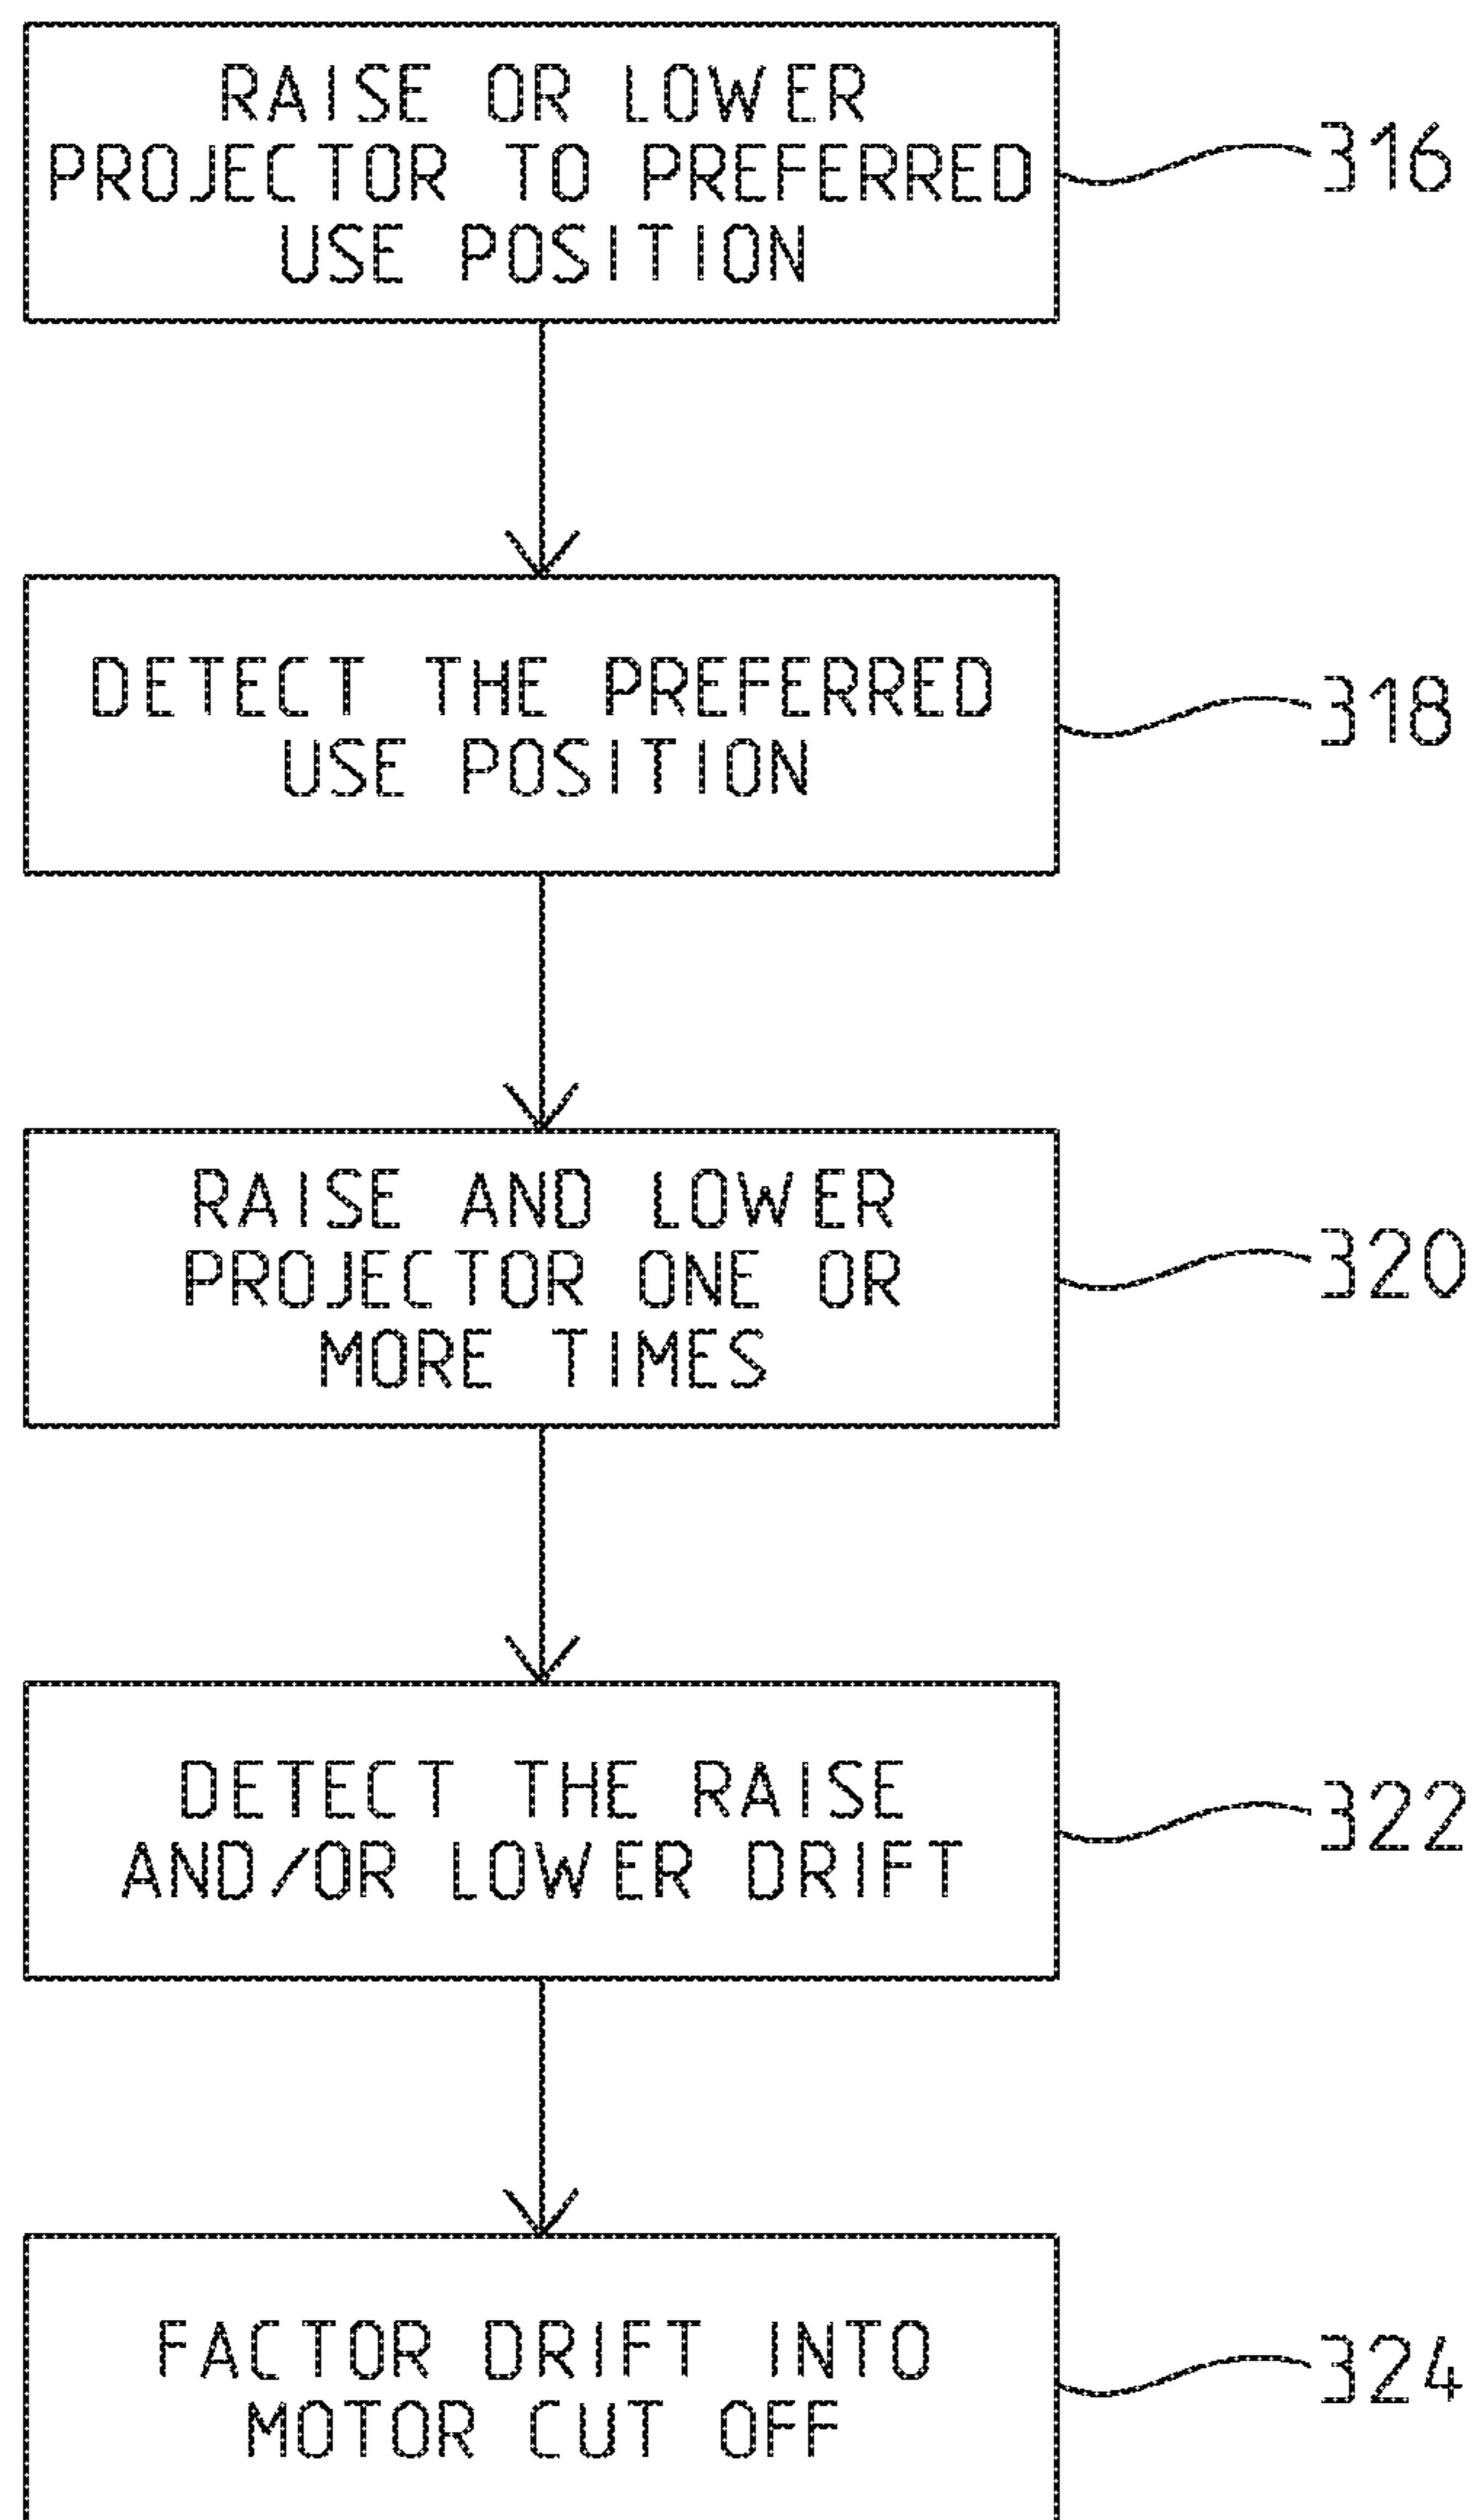 RAISE OR LOWER
PROJECTOR TO PREFERRED
USE POSITION
316
DETECT THE PREFERRED
USE POSITION
318
RAISE AND LOWER
PROJECTOR ONE OR
MORE TIMES
320
DETECT THE RAISE
AND/OR LOWER DRIFT
322
FACTOR DRIFT INTO
MOTOR CUT OFF
324